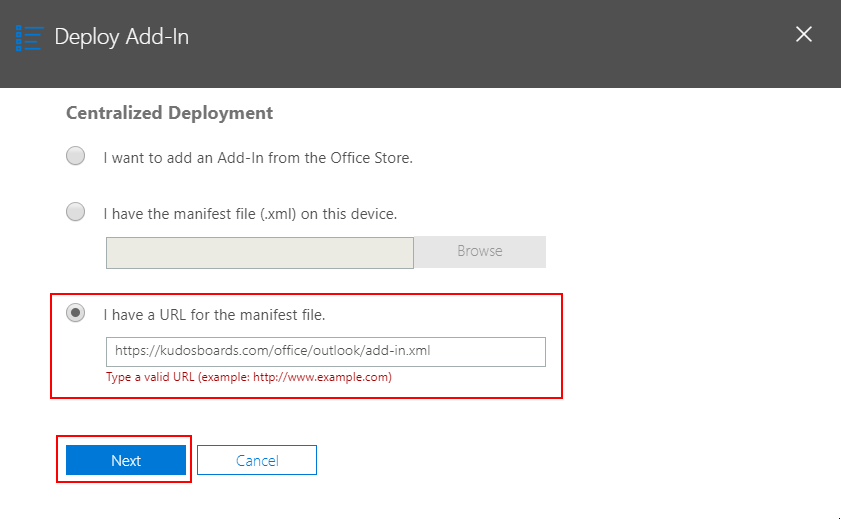 Deploy Add-In
Centralized Deployment
I want to add an Add-In from the Office Store.
I have the manifest file (.xml) on this device.
Browse
I have a URL for the manifest file.
https://kudosboards.com/office/outlook/add-in.xml
Type a valid URL (example: http://www.example.com)
Next
Cancel